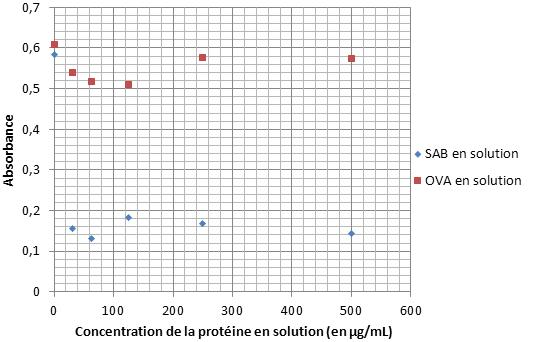 0,7
0,6
0,5
0,4
0,3
0,2
0,1
0
Absorbance
0 100 200 300 400 500 600
Concentration de la protéine en solution (en µg/mL)
SAB en solution
OVA en solution